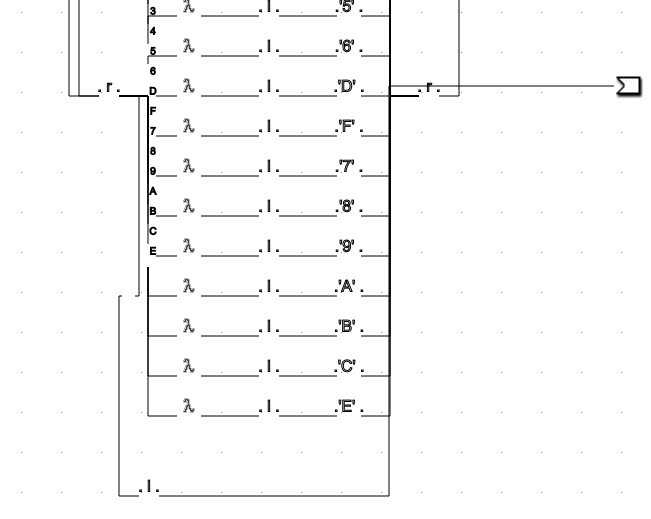 3 λ . I . .'5' .
4
5 λ . I . .'6' .
6
. r . D λ . I . .'D' . . r .
F
7 λ . I . .'F' .
8
9 λ . I . .'7' .
A
B λ . I . .'8' .
C
E λ . I . .'9' .
λ . I . .'A' .
λ . I . .'B' .
λ . I . .'C' .
λ . I . .'E' .
. I .